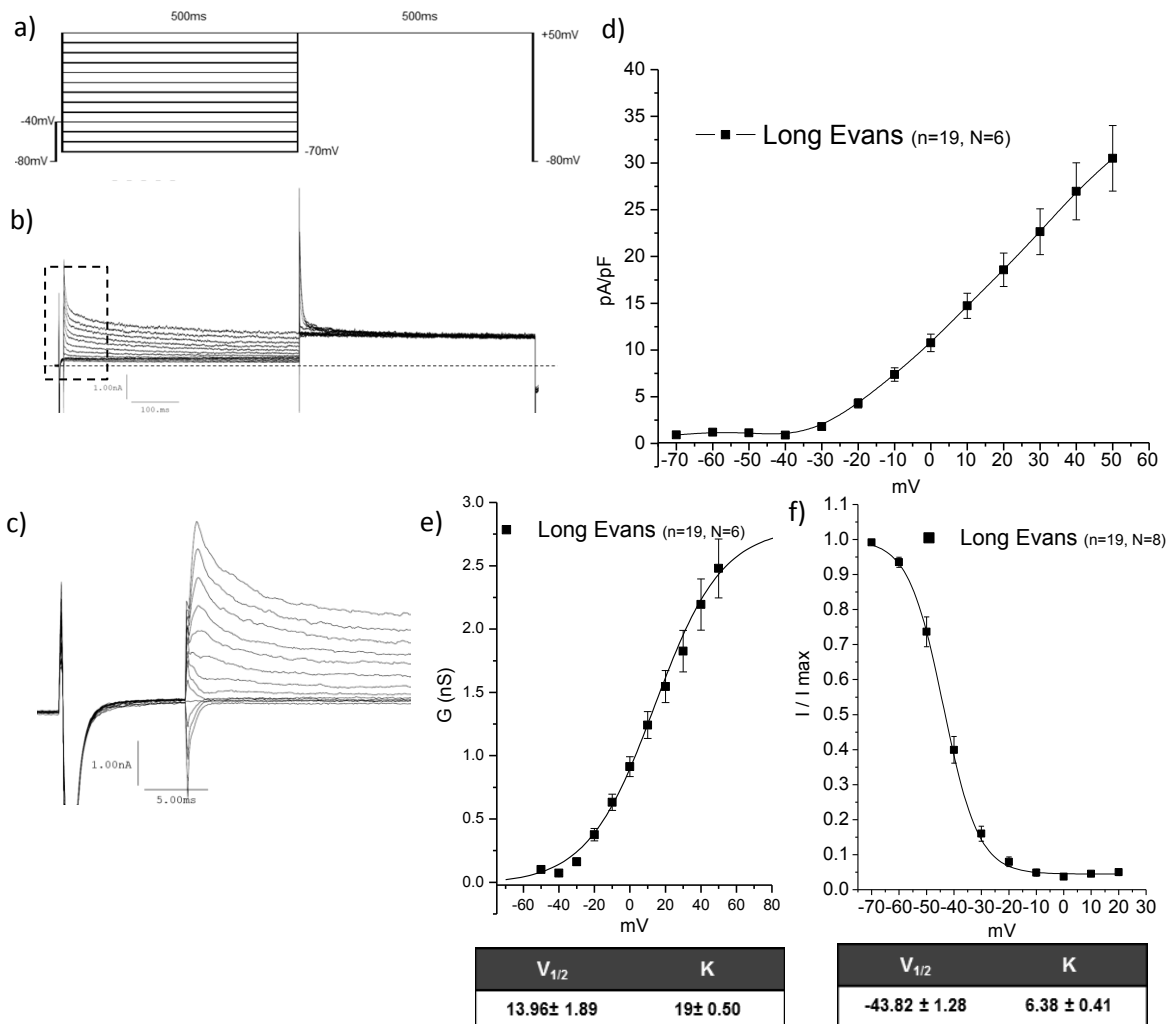 a)
500ms 500ms
+50mV
-40mV
-70mV
-80mV
-80mV
b)
1.00nA
100.ms
c)
1.00nA
5.00ms
d)
40
35
30
25
20
15
10
5
0
pA/pF
Long Evans (n=19, N=6)
-70 -60 -50 -40 -30 -20 -10 0 10 20 30 40 50 60
mV
e)
3.0
2.5
2.0
1.5
1.0
0.5
0.0
G (nS)
Long Evans (n=19, N=6)
-60 -40 -20 0 20 40 60 80
mV
V1/2 K
13.96± 1.89 19± 0.50
f)
1.1
1.0
0.9
0.8
0.7
0.6
0.5
0.4
0.3
0.2
0.1
0.0
I / I max
Long Evans (n=19, N=8)
-70 -60 -50 -40 -30 -20 -10 0 10 20 30
mV
V1/2 K
-43.82 ± 1.28 6.38 ± 0.41